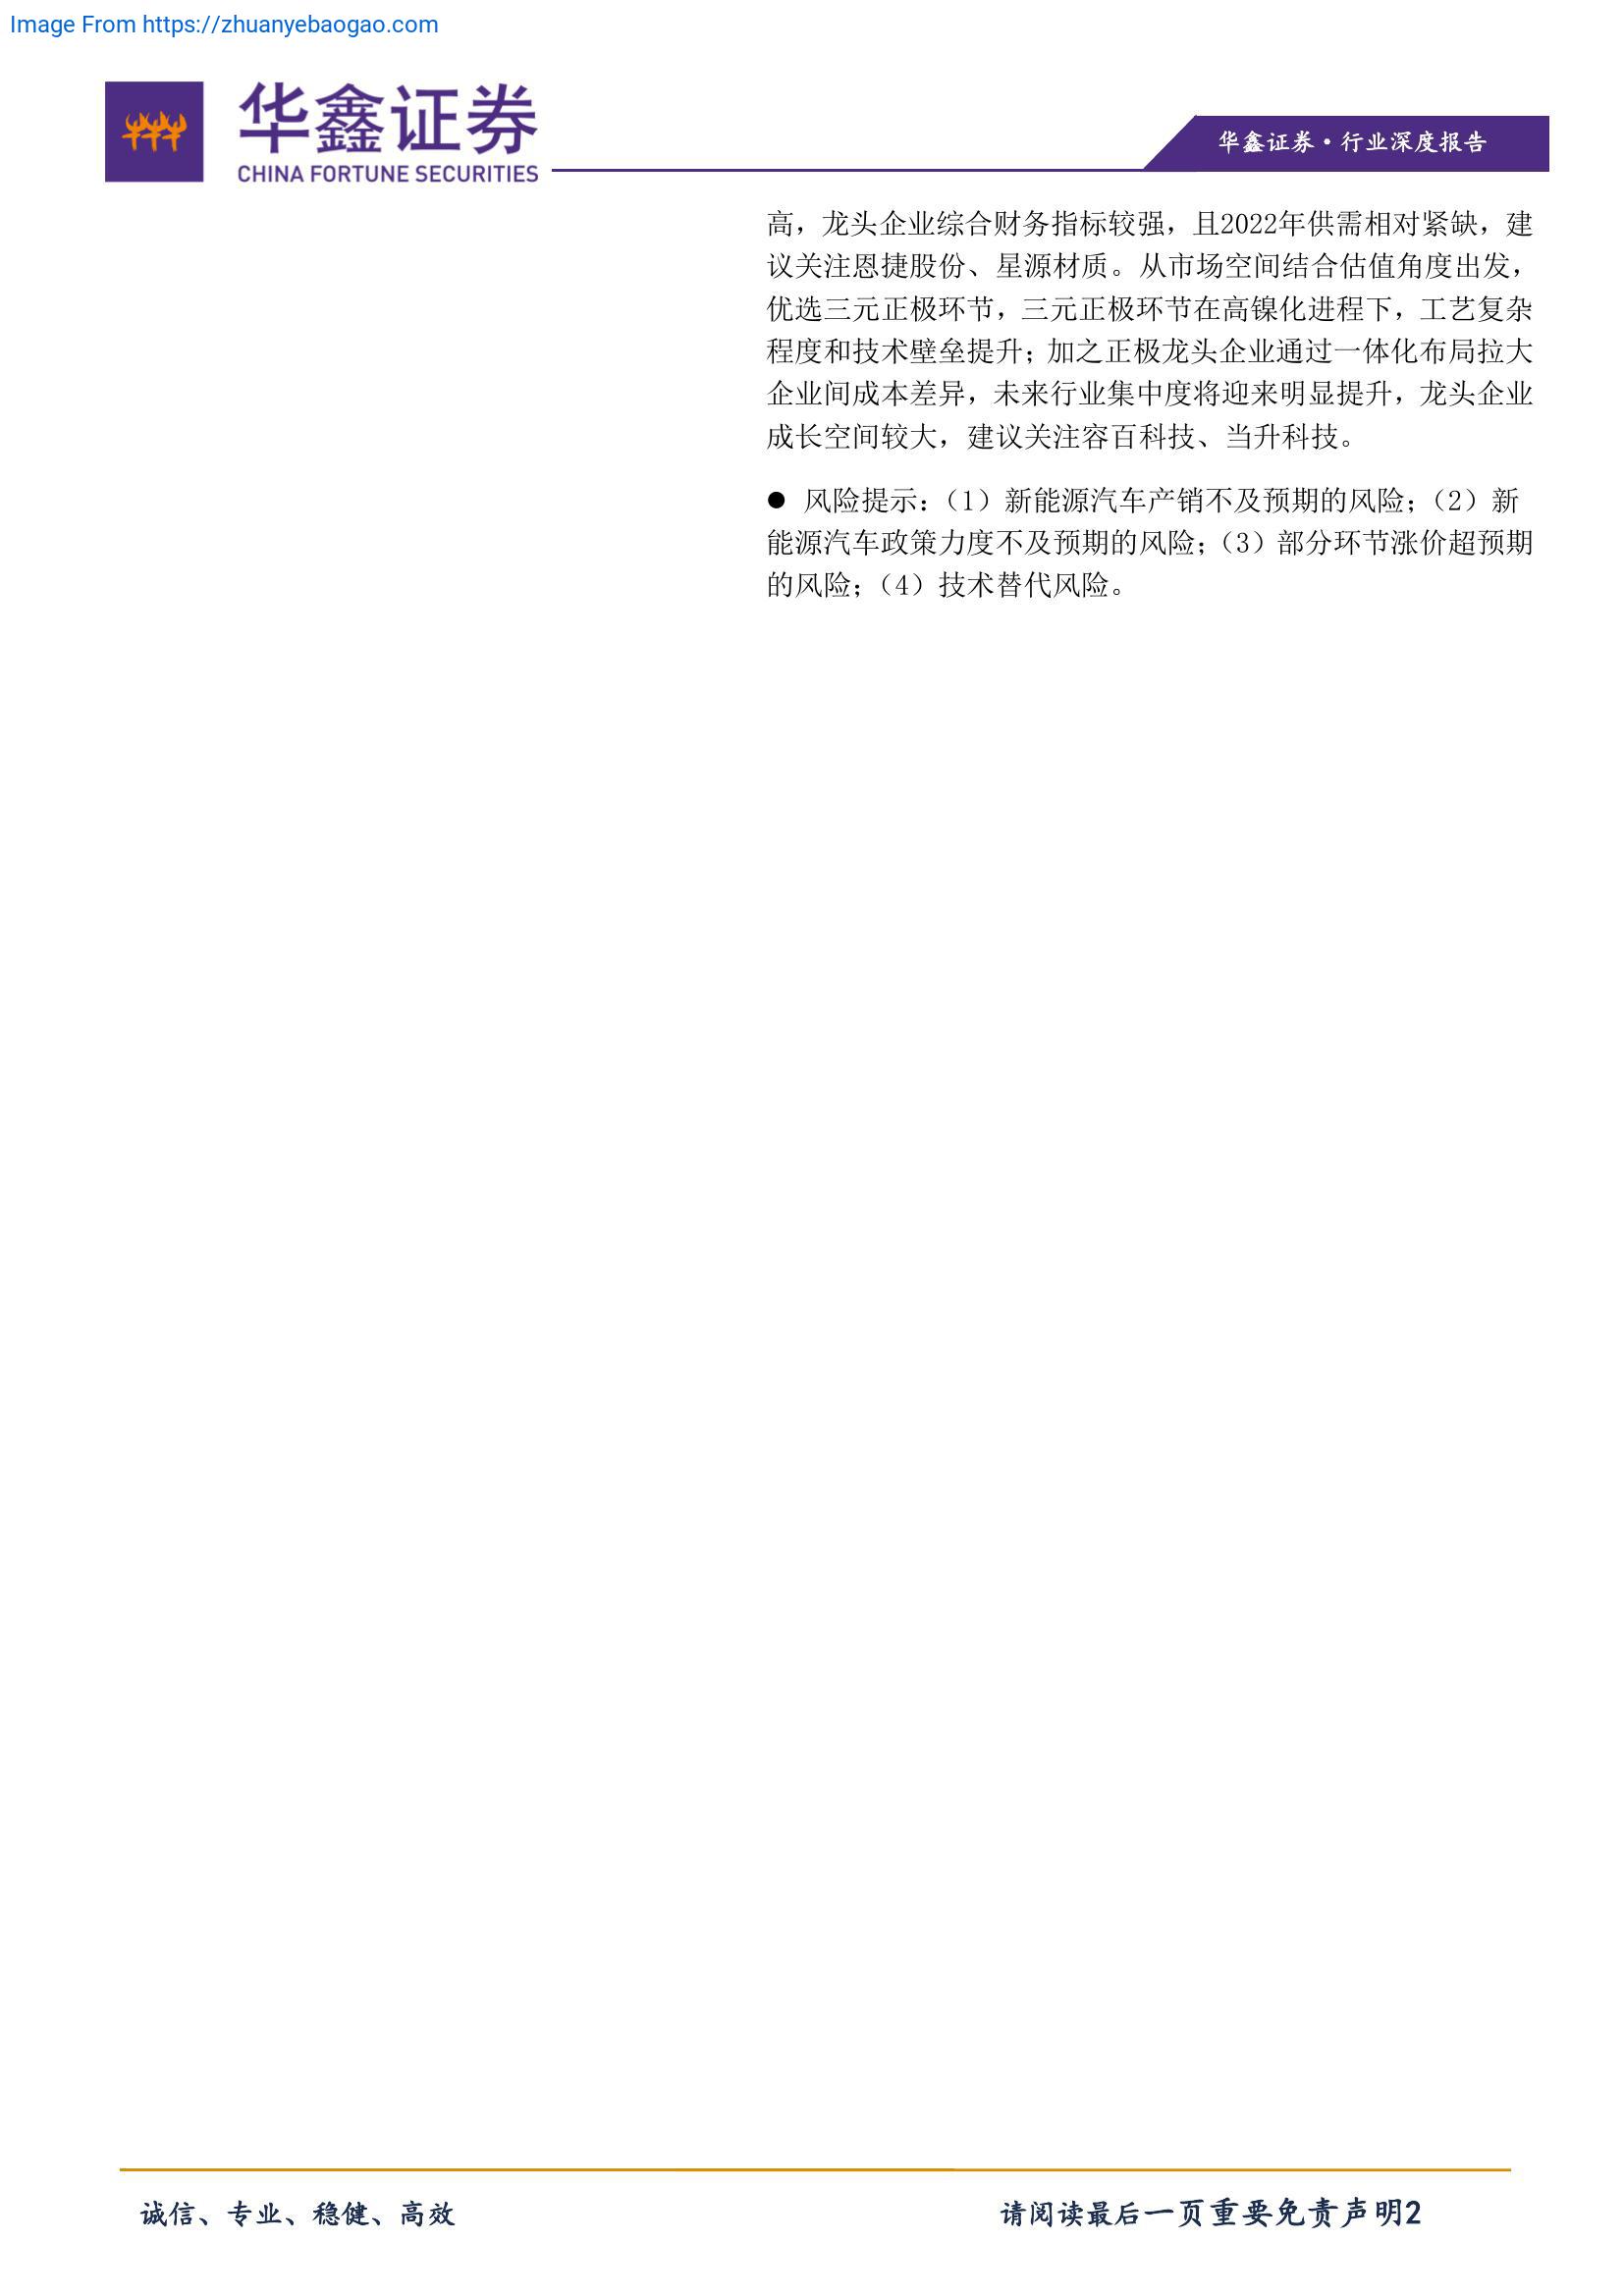 Image From https://zhuanyebaogao.com
华鑫证券
CHINA FORTUNE SECURITIES
华鑫证券·行业深度报告
高，龙头企业综合财务指标较强，且2022年供需相对紧缺，建
议关注恩捷股份、星源材质。从市场空间结合估值角度出发，
优选三元正极环节，三元正极环节在高镍化进程下，工艺复杂
程度和技术壁垒提升；加之正极龙头企业通过一体化布局拉大
企业间成本差异，未来行业集中度将迎来明显提升，龙头企业
成长空间较大，建议关注容百科技、当升科技。
● 风险提示：（1）新能源汽车产销不及预期的风险；（2）新
能源汽车政策力度不及预期的风险；（3）部分环节涨价超预期
的风险；（4）技术替代风险。
诚信、专业、稳健、高效
请阅读最后一页重要免责声明2